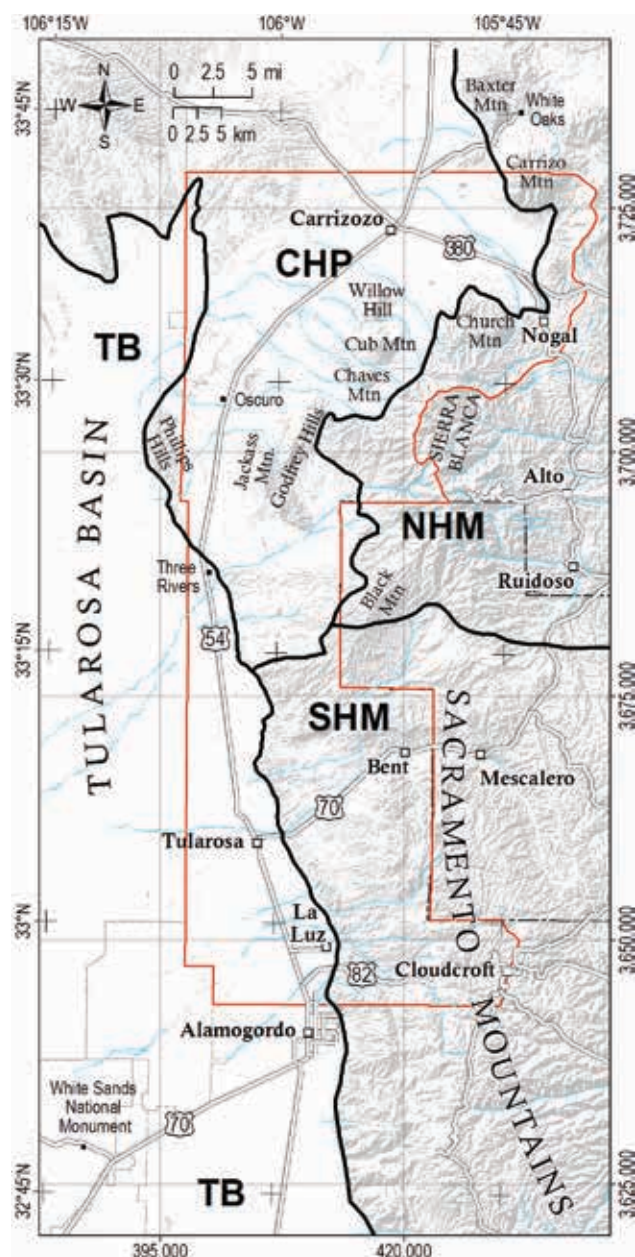 106°15'W
106°W
105°45'W
N
W
E
S
0 2.5 5 mi
0 2.5 5 km
33°45'N
Baxter
Mtn
White
Oaks
Carrizo
Mtn
3,725,000
Carrizozo
CHP
380
Willow
Hill
Church
Mtn
Nogal
TB
Cub Mtn
33°30'N
Chaves
Mtn
Oscuro
SIERRA
BLANCA
3,700,000
Phillips
Hills
Jackass
Mtn.
Godfrey Hills
Alto
NHM
Three
Rivers
Ruidoso
Black
Mtn
TULAROSA BASIN
54
33°15'N
3,675,000
SHM
SACRAMENTO
MOUNTAINS
Bent
Mescalero
70
Tularosa
33°N
La
Luz
3,650,000
82
Cloudcroft
Alamogordo
White Sands
National
Monument
70
TB
32°45'N
3,625,000
395 000
420 000